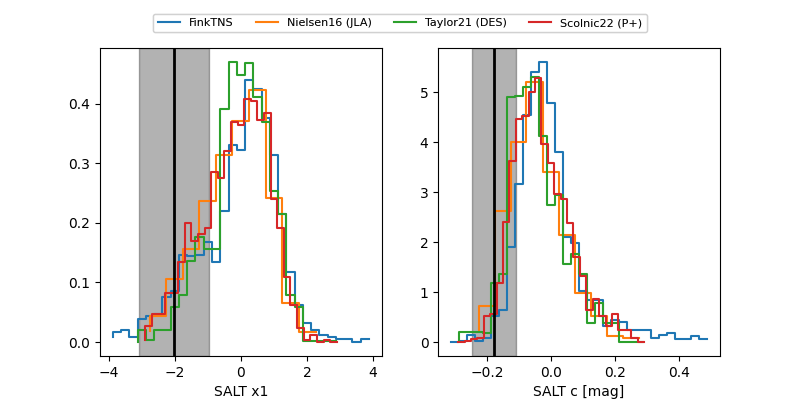 FinkTNS Nielsen16 (JLA) Taylor21 (DES) Scolnic22 (P+)
0.4
0.3
0.2
0.1
0.0
−4 −2 0 2 4
SALT x1
5
4
3
2
1
0
−0.2 0.0 0.2 0.4
SALT c [mag]